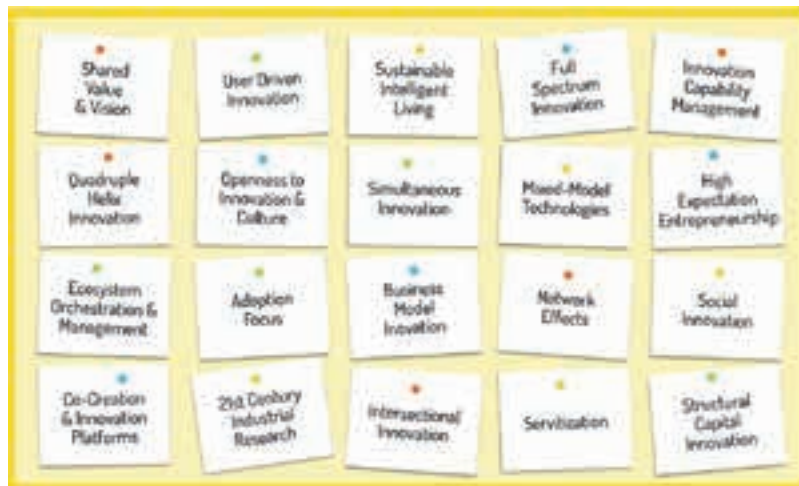 Shared
Value
& Vision
User Driven
Innovation
Sustainable
Intelligent
Living
Full
Spectrum
Innovation
Innovation
Capability
Management
Quadruple
Helix
Innovation
Openness to
Innovation &
Culture
Simultaneous
Innovation
Mixed-Model
Technologies
High
Expectation
Entrepreneurship
Ecosystem
Orchestration &
Management
Adoption
Focus
Business
Model
Inovation
Network
Effects
Social
Innovation
Co-Creation
& Innovation
Platforms
21st Century
Industrial
Research
Intersectional
Innovation
Servitization
Structural
Capital
Innovation